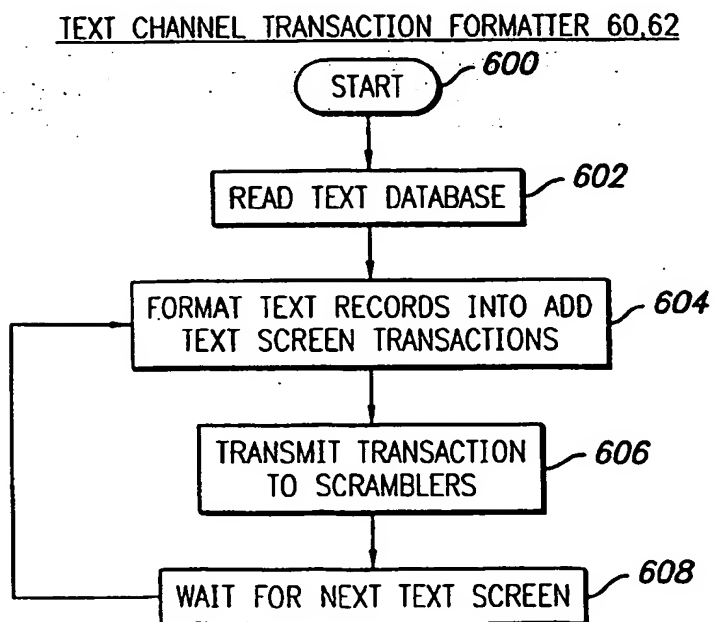 TEXT CHANNEL TRANSACTION FORMATTER 60,62
START
600
READ TEXT DATABASE
602
FORMAT TEXT RECORDS INTO ADD
TEXT SCREEN TRANSACTIONS
604
TRANSMIT TRANSACTION
TO SCRAMBLERS
606
WAIT FOR NEXT TEXT SCREEN
608